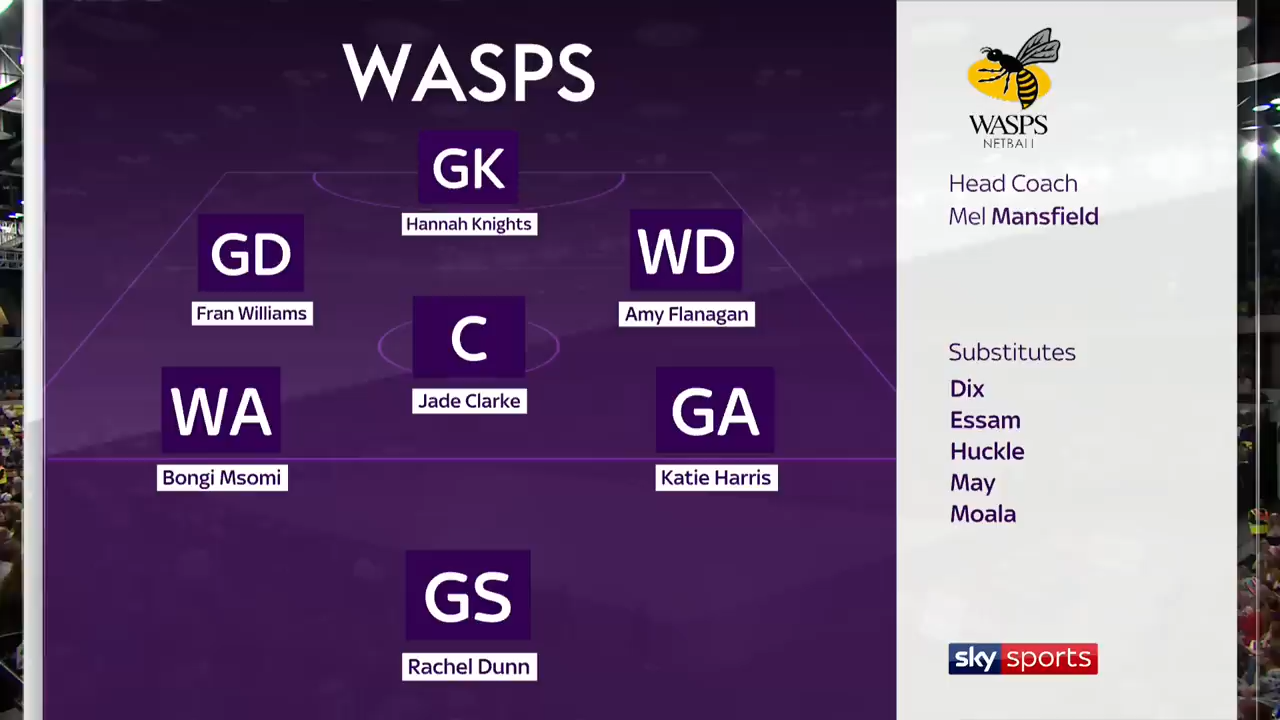 WASPS
GK
Hannah Knights
GD
Fran Williams
WD
Amy Flanagan
C
Jade Clarke
WA
Bongi Msomi
GA
Katie Harris
GS
Rachel Dunn
WASPS
NETBALL
Head Coach
Mel Mansfield
Substitutes
Dix
Essam
Huckle
May
Moala
sky sports